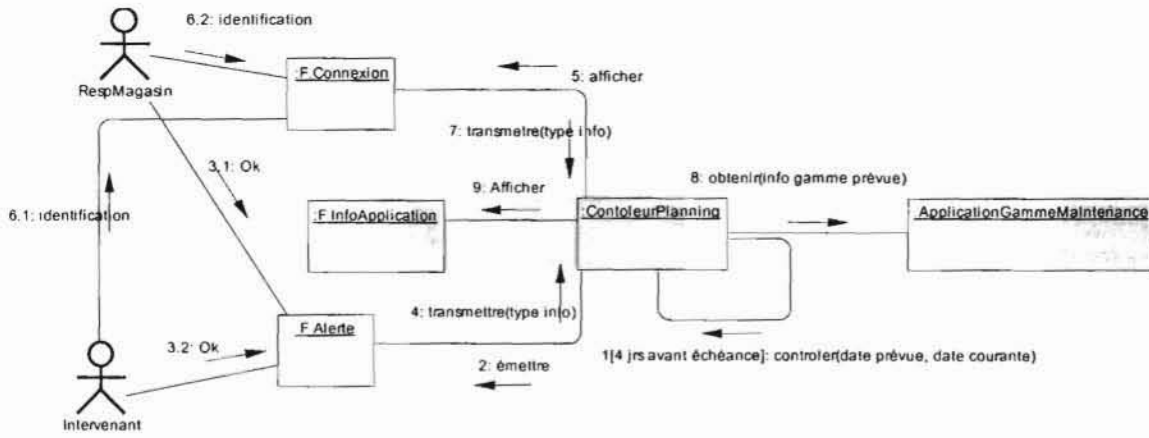 6.2: identification
:F.Connexion
RespMagasin
5: afficher
7: transmetre(type info)
3.1: Ok
9: Afficher
8: obtenir(info gamme prévue)
6.1: identification
:F InfoApplication
:ContoleurPlanning
ApplicationGammeMaintenance
F Alerte
4: transmettre(type info)
3.2: Ok
2: émettre
1[4 jrs avant échéance]: controler(date prévue, date courante)
Intervenant